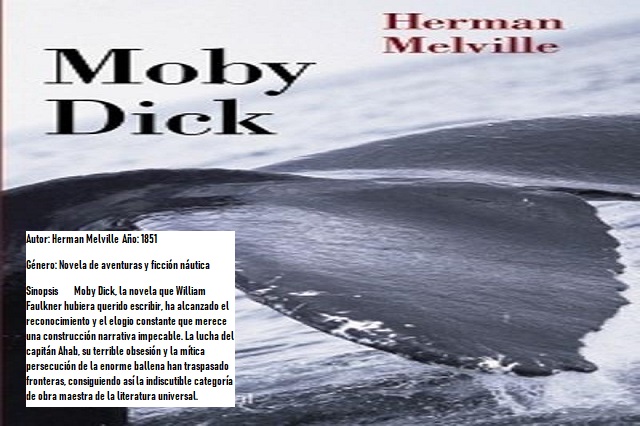 Herman
Melville
Moby
Dick
Autor: Herman Melville Año: 1851
Género: Novela de aventuras y ficción náutica
Sinopsis Moby Dick, la novela que William
Faulkner hubiera querido escribir, ha alcanzado el
reconocimiento y el elogio constante que merece
una construcción narrativa impecable. La lucha del
capitán Ahab, su terrible obsesión y la mítica
persecución de la enorme ballena han traspasado
fronteras, consiguiendo así la indiscutible categoría
de obra maestra de la literatura universal.